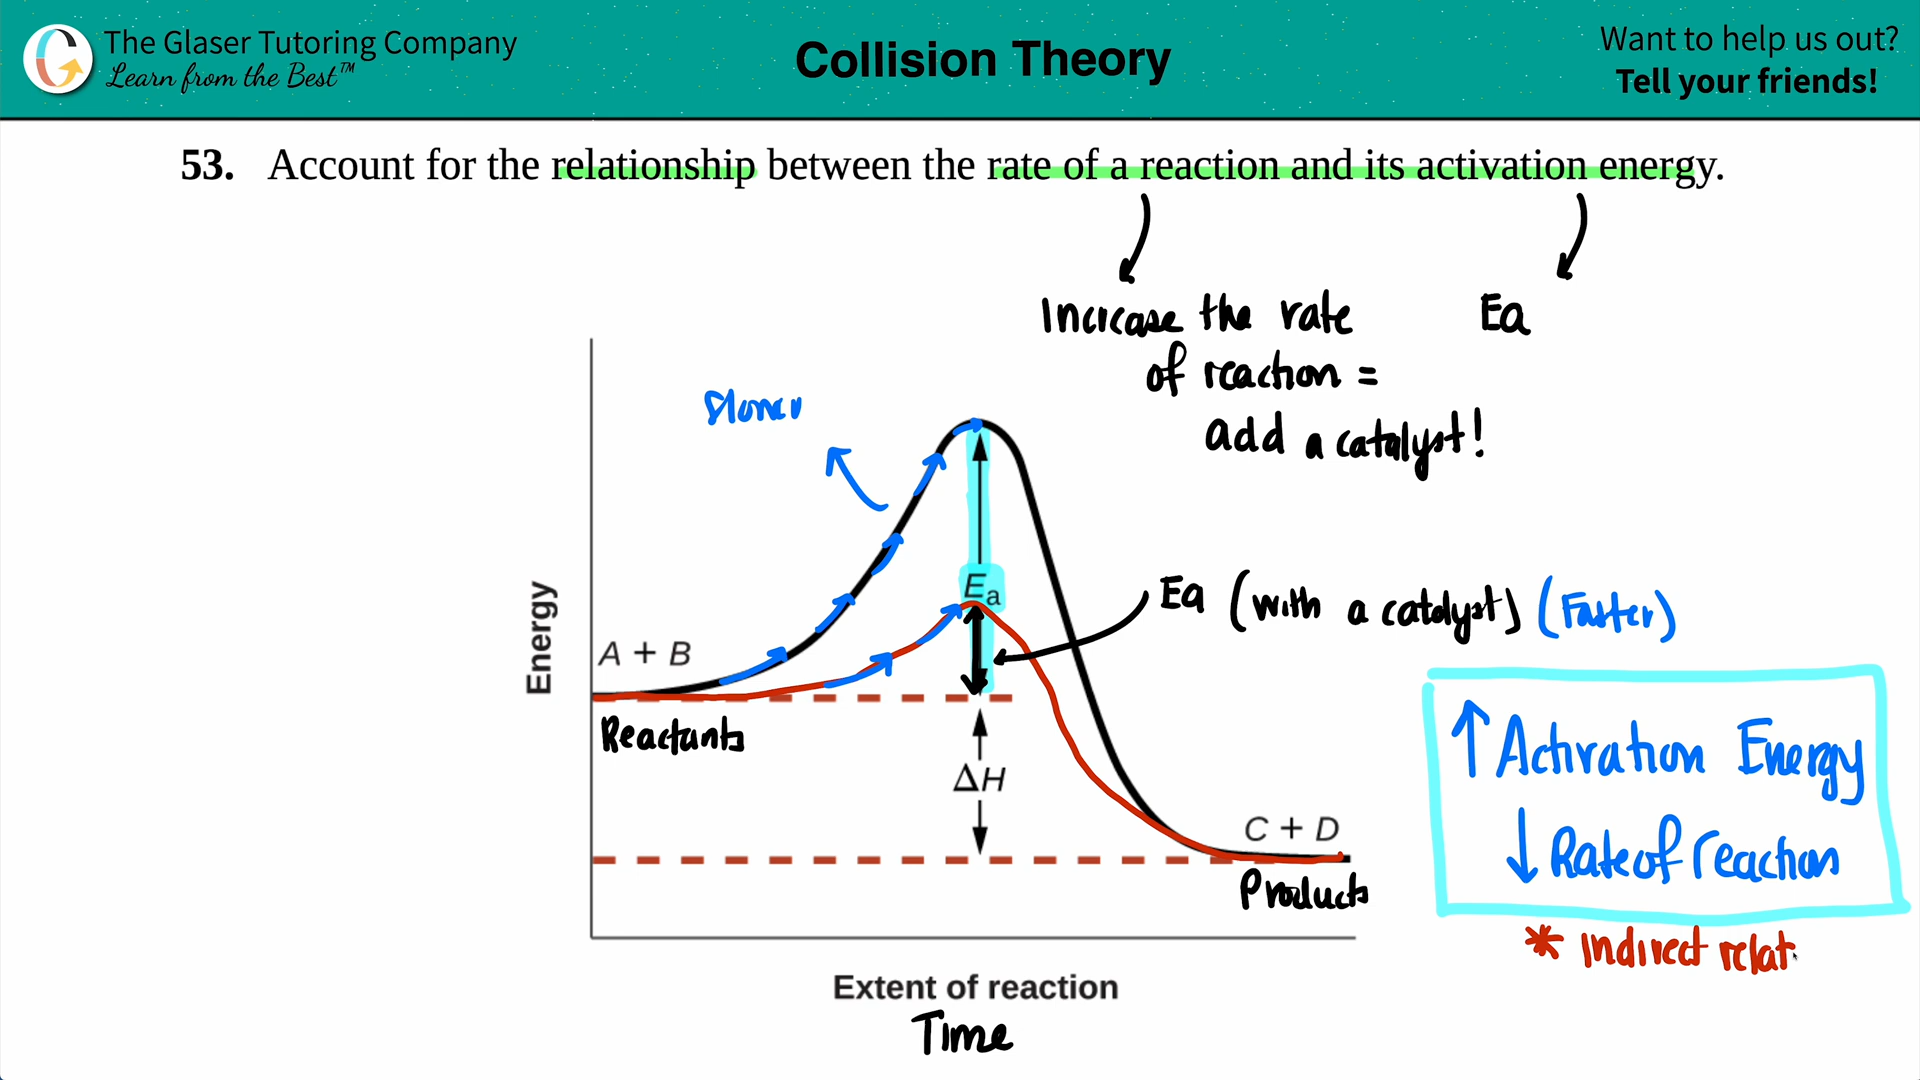 The Glaser Tutoring Company
Learn from the Best™
Collision Theory
Want to help us out?
Tell your friends!
53. Account for the relationship between the rate of a reaction and its activation energy.
Increase the rate
of reaction =
add a catalyst!
Ea
Slower
Ea
Ea (with a catalyst) (Faster)
Energy
A + B
Reactants
ΔH
C + D
Products
↑ Activation Energy
↓ Rate of reaction
* Indirect relat
Extent of reaction
Time